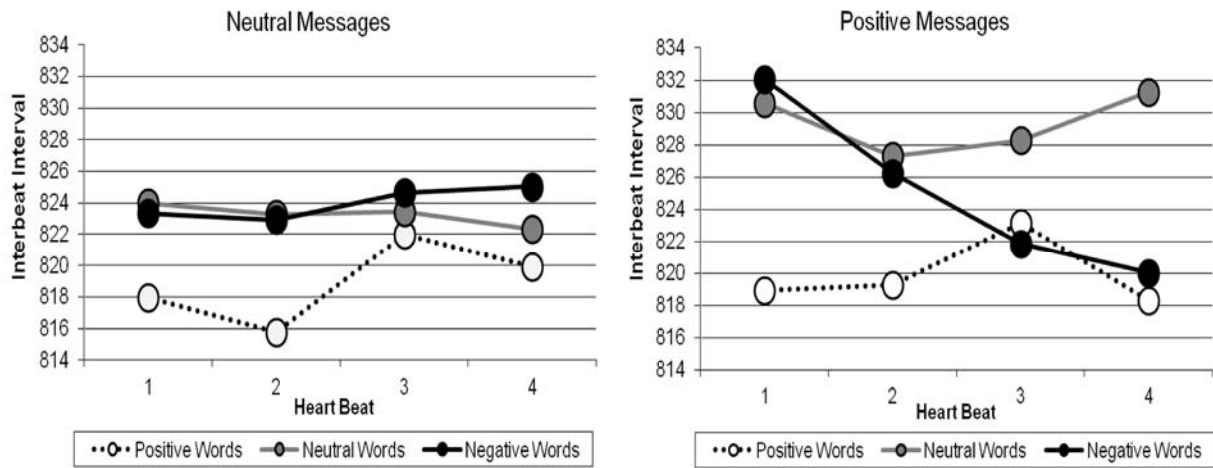 Neutral Messages
834
832
830
828
826
824
822
820
818
816
814
Interbeat Interval
1 2 3 4
Heart Beat
Positive Words Neutral Words Negative Words
Positive Messages
834
832
830
828
826
824
822
820
818
816
814
Interbeat Interval
1 2 3 4
Heart Beat
Positive Words Neutral Words Negative Words